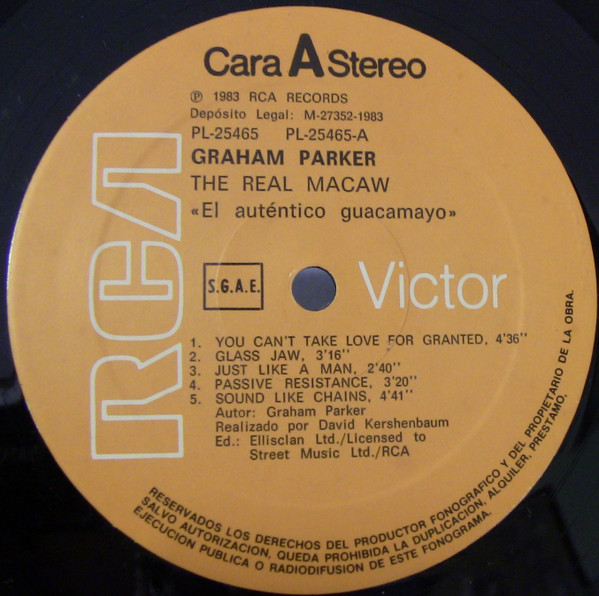 Cara A Stereo
℗ 1983 RCA RECORDS
Depósito Legal: M-27352-1983
PL-25465 PL-25465-A
GRAHAM PARKER
THE REAL MACAW
«El auténtico guacamayo»
RCA
S.G.A.E.
Victor
1. YOU CAN'T TAKE LOVE FOR GRANTED, 4'36''
2. GLASS JAW, 3'16''
3. JUST LIKE A MAN, 2'40''
4. PASSIVE RESISTANCE, 3'20''
5. SOUND LIKE CHAINS, 4'41''
Autor: Graham Parker
Realizado por David Kershenbaum
Ed.: Ellisclan Ltd./Licensed to
Street Music Ltd./RCA
RESERVADOS LOS DERECHOS DEL PRODUCTOR FONOGRAFICO Y DEL PROPIETARIO DE LA OBRA.
SALVO AUTORIZACION, QUEDA PROHIBIDA LA DUPLICACION, ALQUILER, PRESTAMO,
EJECUCION PUBLICA O RADIODIFUSION DE ESTE FONOGRAMA.